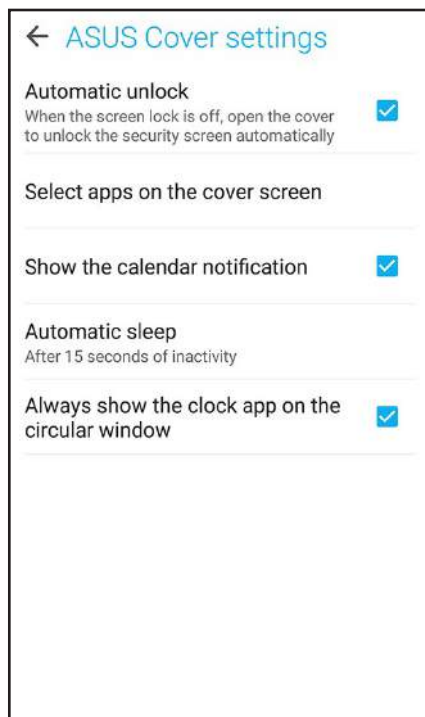 ASUS Cover settings
Automatic unlock
When the screen lock is off, open the cover
to unlock the security screen automatically
Select apps on the cover screen
Show the calendar notification
Automatic sleep
After 15 seconds of inactivity
Always show the clock app on the
circular window